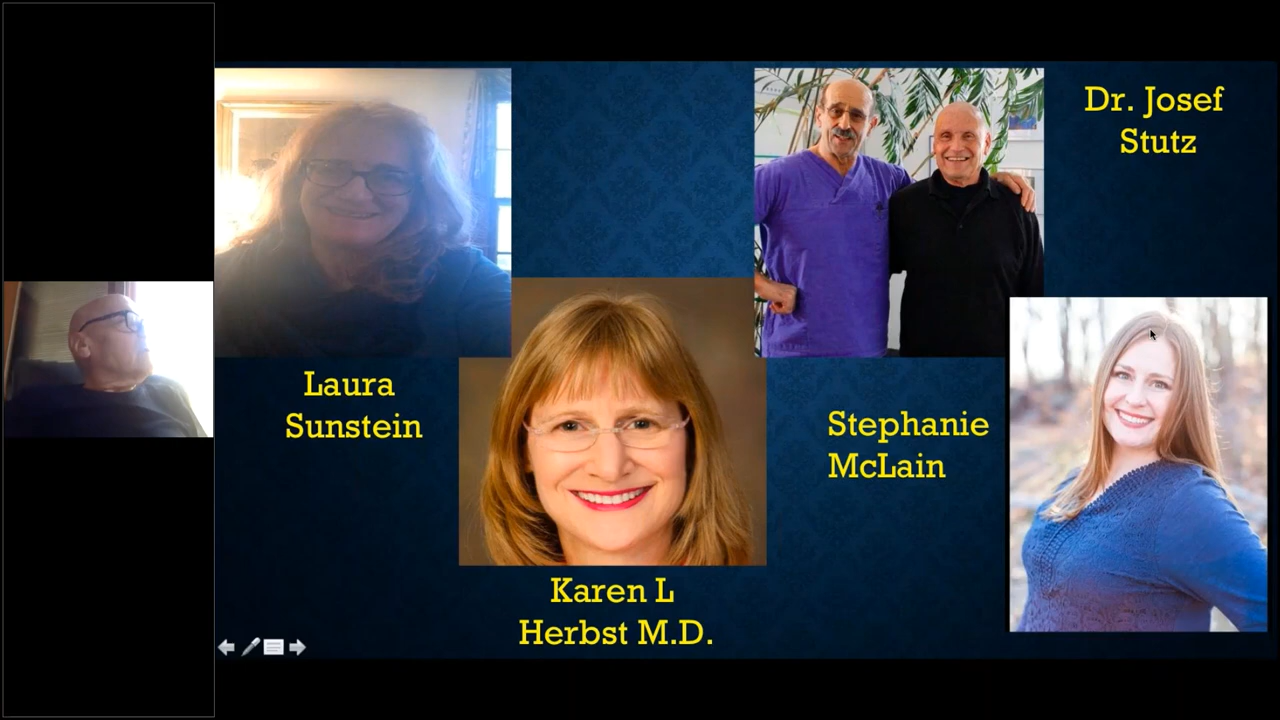 Dr. Josef
Stutz
Laura
Sunstein
Stephanie
McLain
Karen L
Herbst M.D.